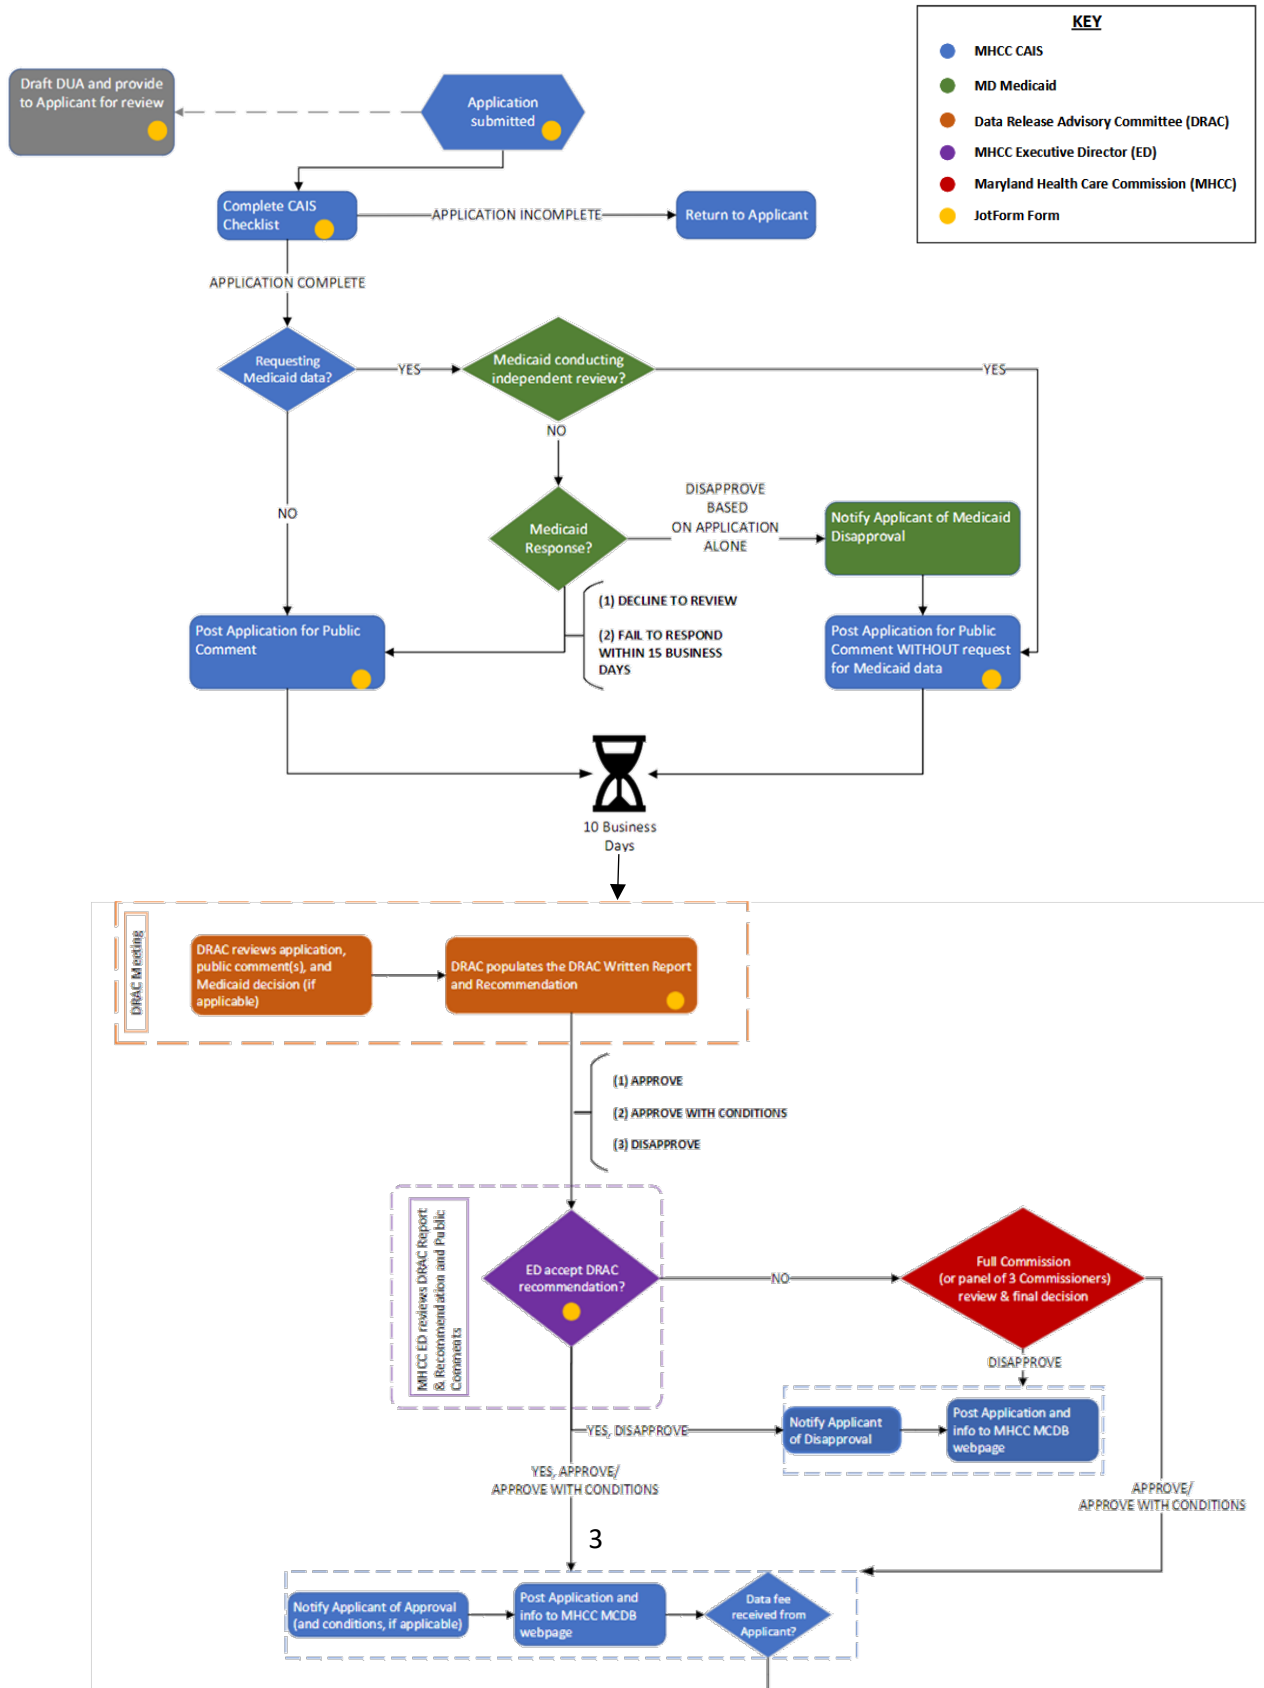 KEY
MHCC CAIS
MD Medicaid
Data Release Advisory Committee (DRAC)
MHCC Executive Director (ED)
Maryland Health Care Commission (MHCC)
JotForm Form
Draft DUA and provide
to Applicant for review
Application
submitted
Complete CAIS
Checklist
APPLICATION INCOMPLETE
Return to Applicant
APPLICATION COMPLETE
Requesting
Medicaid data?
YES
Medicaid conducting
independent review?
YES
NO
NO
Medicaid
Response?
DISAPPROVE
BASED
ON APPLICATION
ALONE
Notify Applicant of Medicaid
Disapproval
(1) DECLINE TO REVIEW
(2) FAIL TO RESPOND
WITHIN 15 BUSINESS
DAYS
Post Application for Public
Comment
Post Application for Public
Comment WITHOUT request
for Medicaid data
10 Business
Days
DRAC Meeting
DRAC reviews application,
public comment(s), and
Medicaid decision (if
applicable)
DRAC populates the DRAC Written Report
and Recommendation
(1) APPROVE
(2) APPROVE WITH CONDITIONS
(3) DISAPPROVE
MHCC ED reviews DRAC Report
& Recommendation and Public
Comments
ED accept DRAC
recommendation?
NO
Full Commission
(or panel of 3 Commissioners)
review & final decision
DISAPPROVE
YES, DISAPPROVE
Notify Applicant
of Disapproval
Post Application and
info to MHCC MCDB
webpage
YES, APPROVE/
APPROVE WITH CONDITIONS
APPROVE/
APPROVE WITH CONDITIONS
3
Notify Applicant of Approval
(and conditions, if applicable)
Post Application and
info to MHCC MCDB
webpage
Data fee
received from
Applicant?